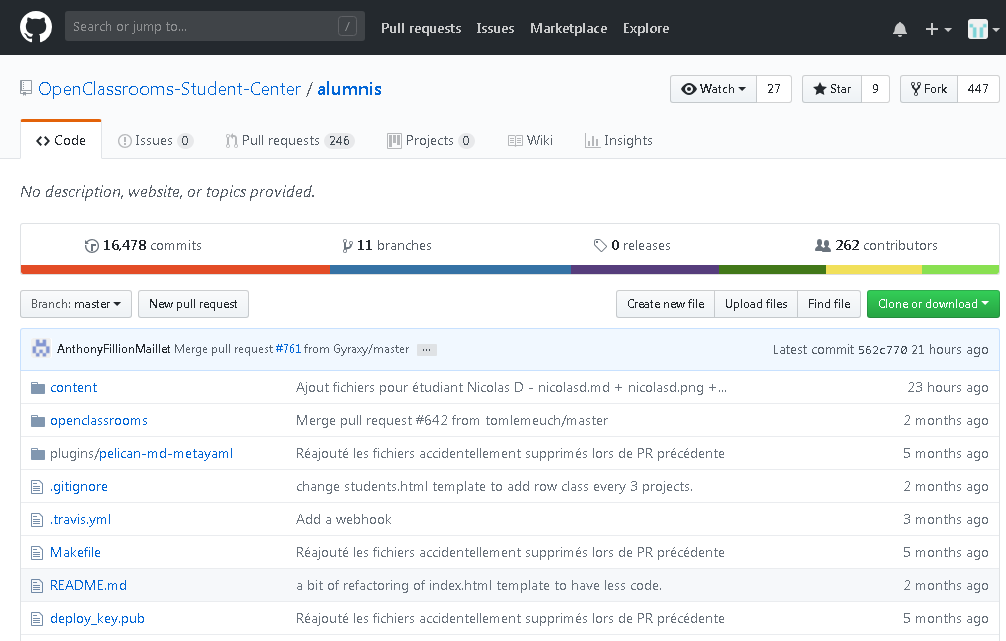 Search or jump to... / Pull requests Issues Marketplace Explore
OpenClassrooms-Student-Center / alumnis Watch 27 Star 9 Fork 447
Code Issues 0 Pull requests 246 Projects 0 Wiki Insights
No description, website, or topics provided.
16,478 commits 11 branches 0 releases 262 contributors
Branch: master New pull request Create new file Upload files Find file Clone or download
AnthonyFillionMaillet Merge pull request #761 from Gyraxy/master ... Latest commit 562c770 21 hours ago
content Ajout fichiers pour étudiant Nicolas D - nicolasd.md + nicolasd.png +... 23 hours ago
openclassrooms Merge pull request #642 from tomlemeuch/master 2 months ago
plugins/pelican-md-metayaml Réajouté les fichiers accidentellement supprimés lors de PR précédente 5 months ago
.gitignore change students.html template to add row class every 3 projects. 2 months ago
.travis.yml Add a webhook 3 months ago
Makefile Réajouté les fichiers accidentellement supprimés lors de PR précédente 5 months ago
README.md a bit of refactoring of index.html template to have less code. 2 months ago
deploy_key.pub Réajouté les fichiers accidentellement supprimés lors de PR précédente 5 months ago